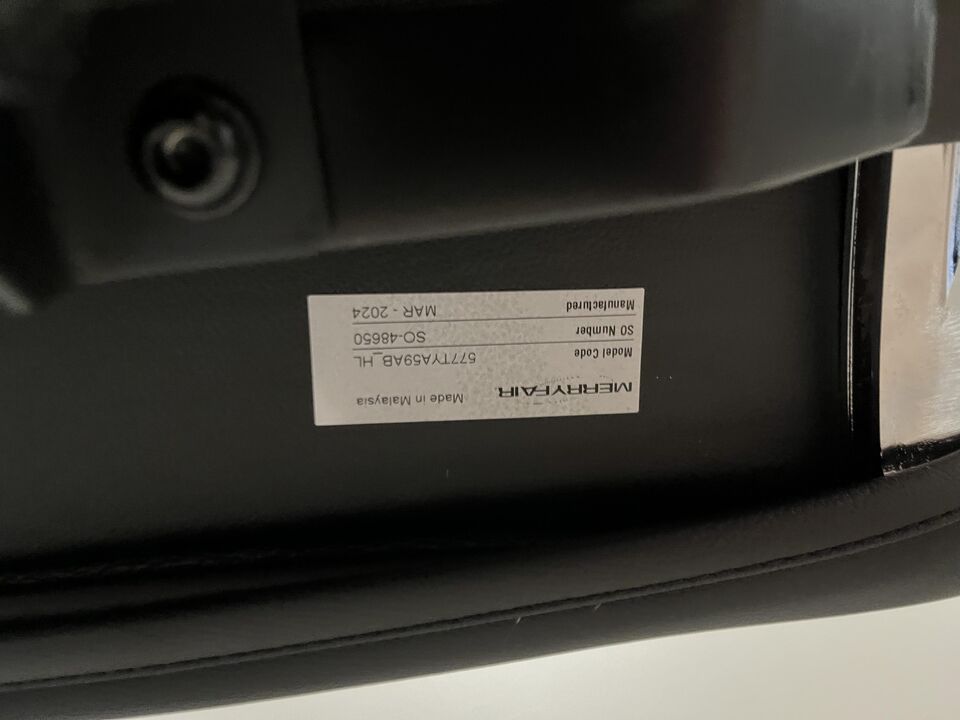 MERRYFAIR Made in Malaysia
Model Code 577TYA59AB_HL
SO Number SO-48650
Manufactured MAR - 2024